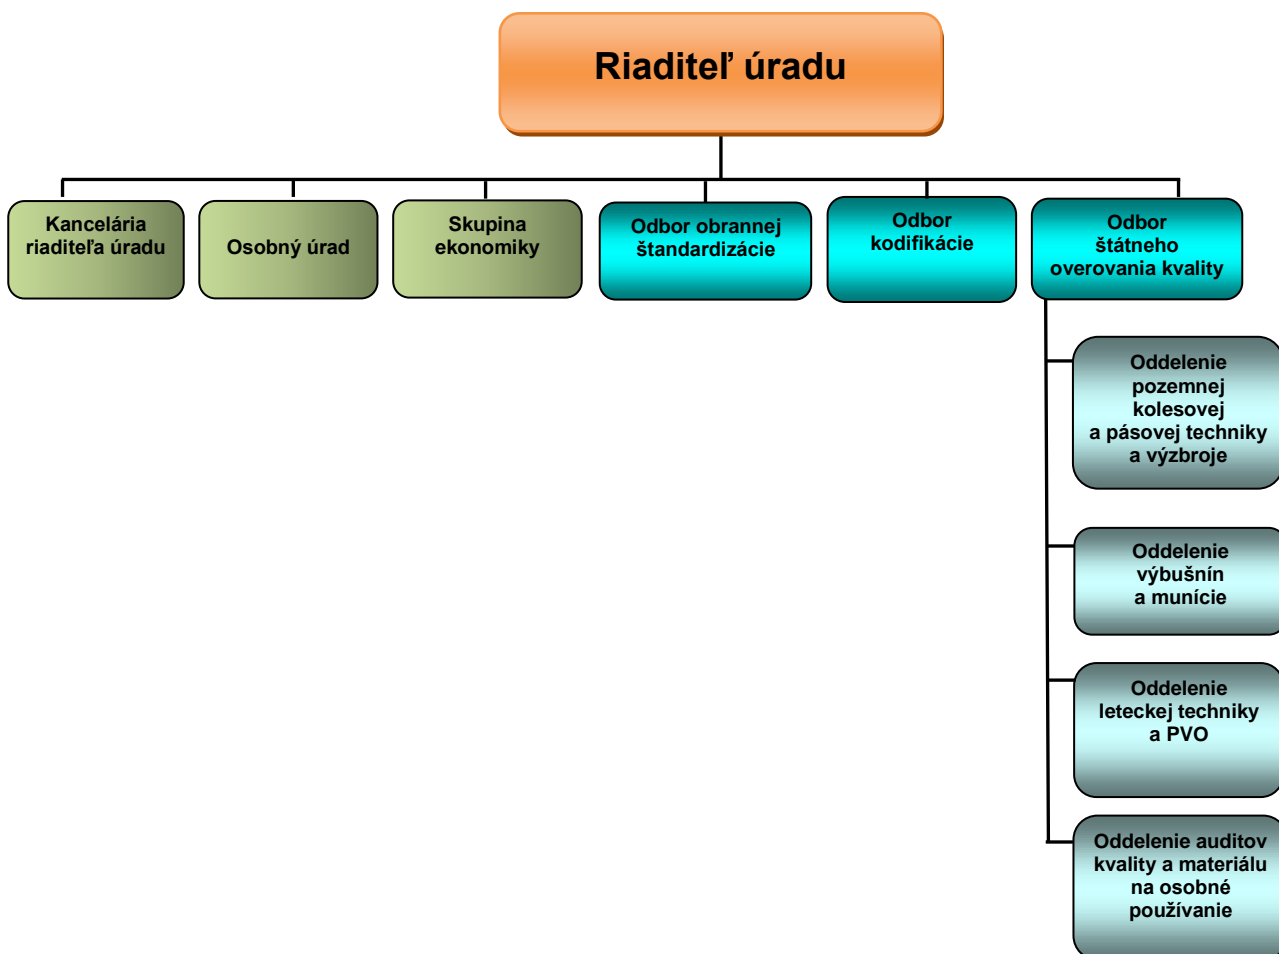 Riaditeľ úradu
Kancelária
riaditeľa úradu
Osobný úrad
Skupina
ekonomiky
Odbor obrannej
štandardizácie
Odbor
kodifikácie
Odbor
štátneho
overovania kvality
Oddelenie
pozemnej
kolesovej
a pásovej techniky
a výzbroje
Oddelenie
výbušnín
a munície
Oddelenie
leteckej techniky
a PVO
Oddelenie auditov
kvality a materiálu
na osobné
používanie